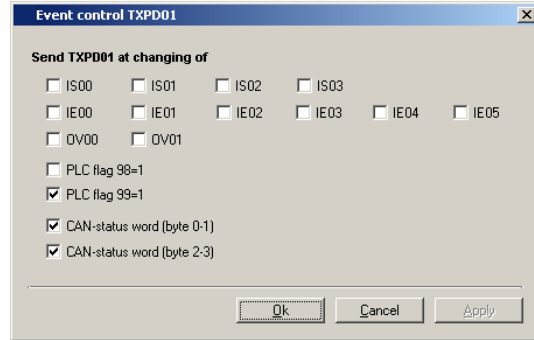 Event control TXPD01
Send TXPD01 at changing of
IS00 IS01 IS02 IS03
IE00 IE01 IE02 IE03 IE04 IE05
OV00 OV01
PLC flag 98=1
PLC flag 99=1
CAN-status word (byte 0-1)
CAN-status word (byte 2-3)
Ok Cancel Apply